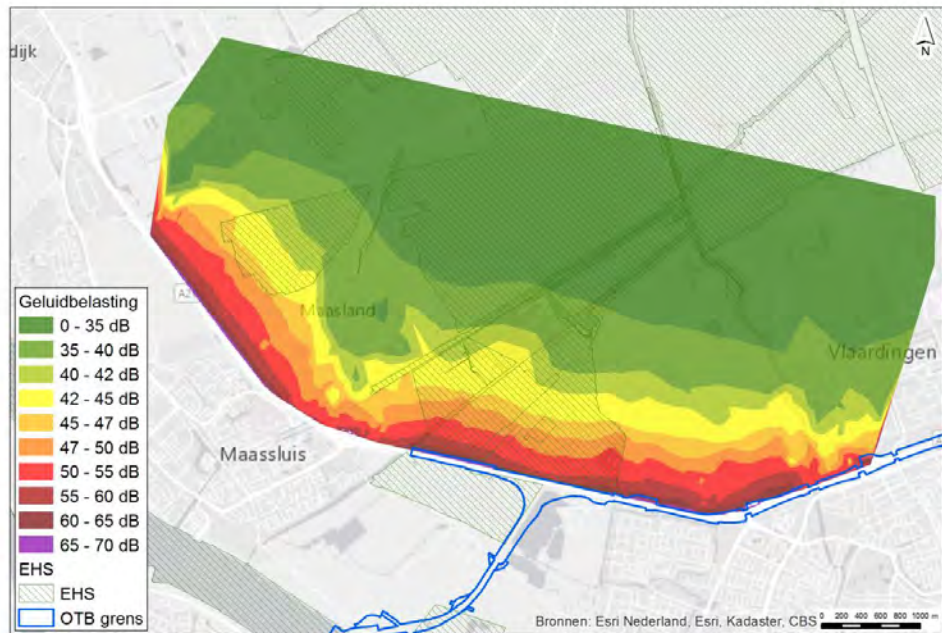 dijk
N
A2
Maasland
Vlaardingen
Maassluis
Geluidbelasting
0 - 35 dB
35 - 40 dB
40 - 42 dB
42 - 45 dB
45 - 47 dB
47 - 50 dB
50 - 55 dB
55 - 60 dB
60 - 65 dB
65 - 70 dB
EHS
EHS
OTB grens
Bronnen: Esri Nederland, Esri, Kadaster, CBS
0 200 400 600 800 1000 m